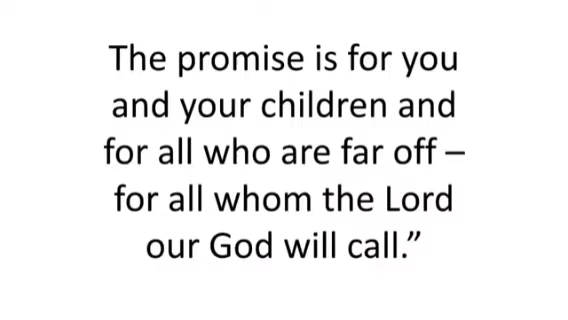 The promise is for you
and your children and
for all who are far off –
for all whom the Lord
our God will call.”